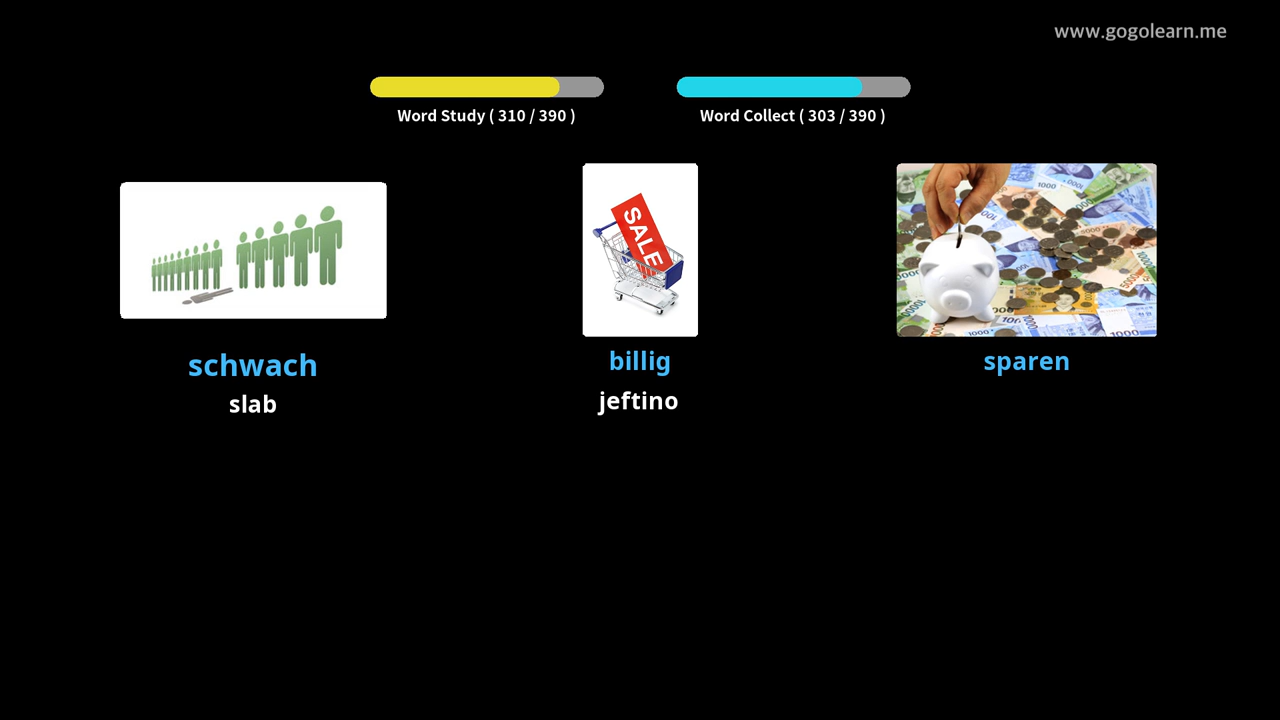 www.gogolearn.me
Word Study ( 310 / 390 )
Word Collect ( 303 / 390 )
SALE
schwach
slab
billig
jeftino
sparen